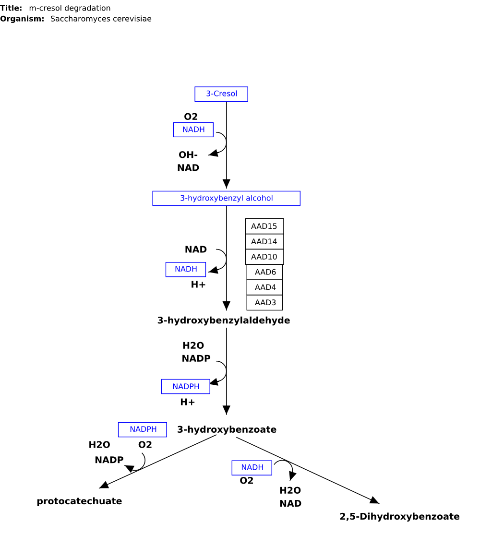 Title: m-cresol degradation
Organism: Saccharomyces cerevisiae
3-Cresol
O2
NADH
OH-
NAD
3-hydroxybenzyl alcohol
AAD15
AAD14
AAD10
AAD6
AAD4
AAD3
NAD
NADH
H+
3-hydroxybenzylaldehyde
H2O
NADP
NADPH
H+
3-hydroxybenzoate
NADPH
H2O O2
NADP
NADH
O2
H2O
NAD
protocatechuate
2,5-Dihydroxybenzoate